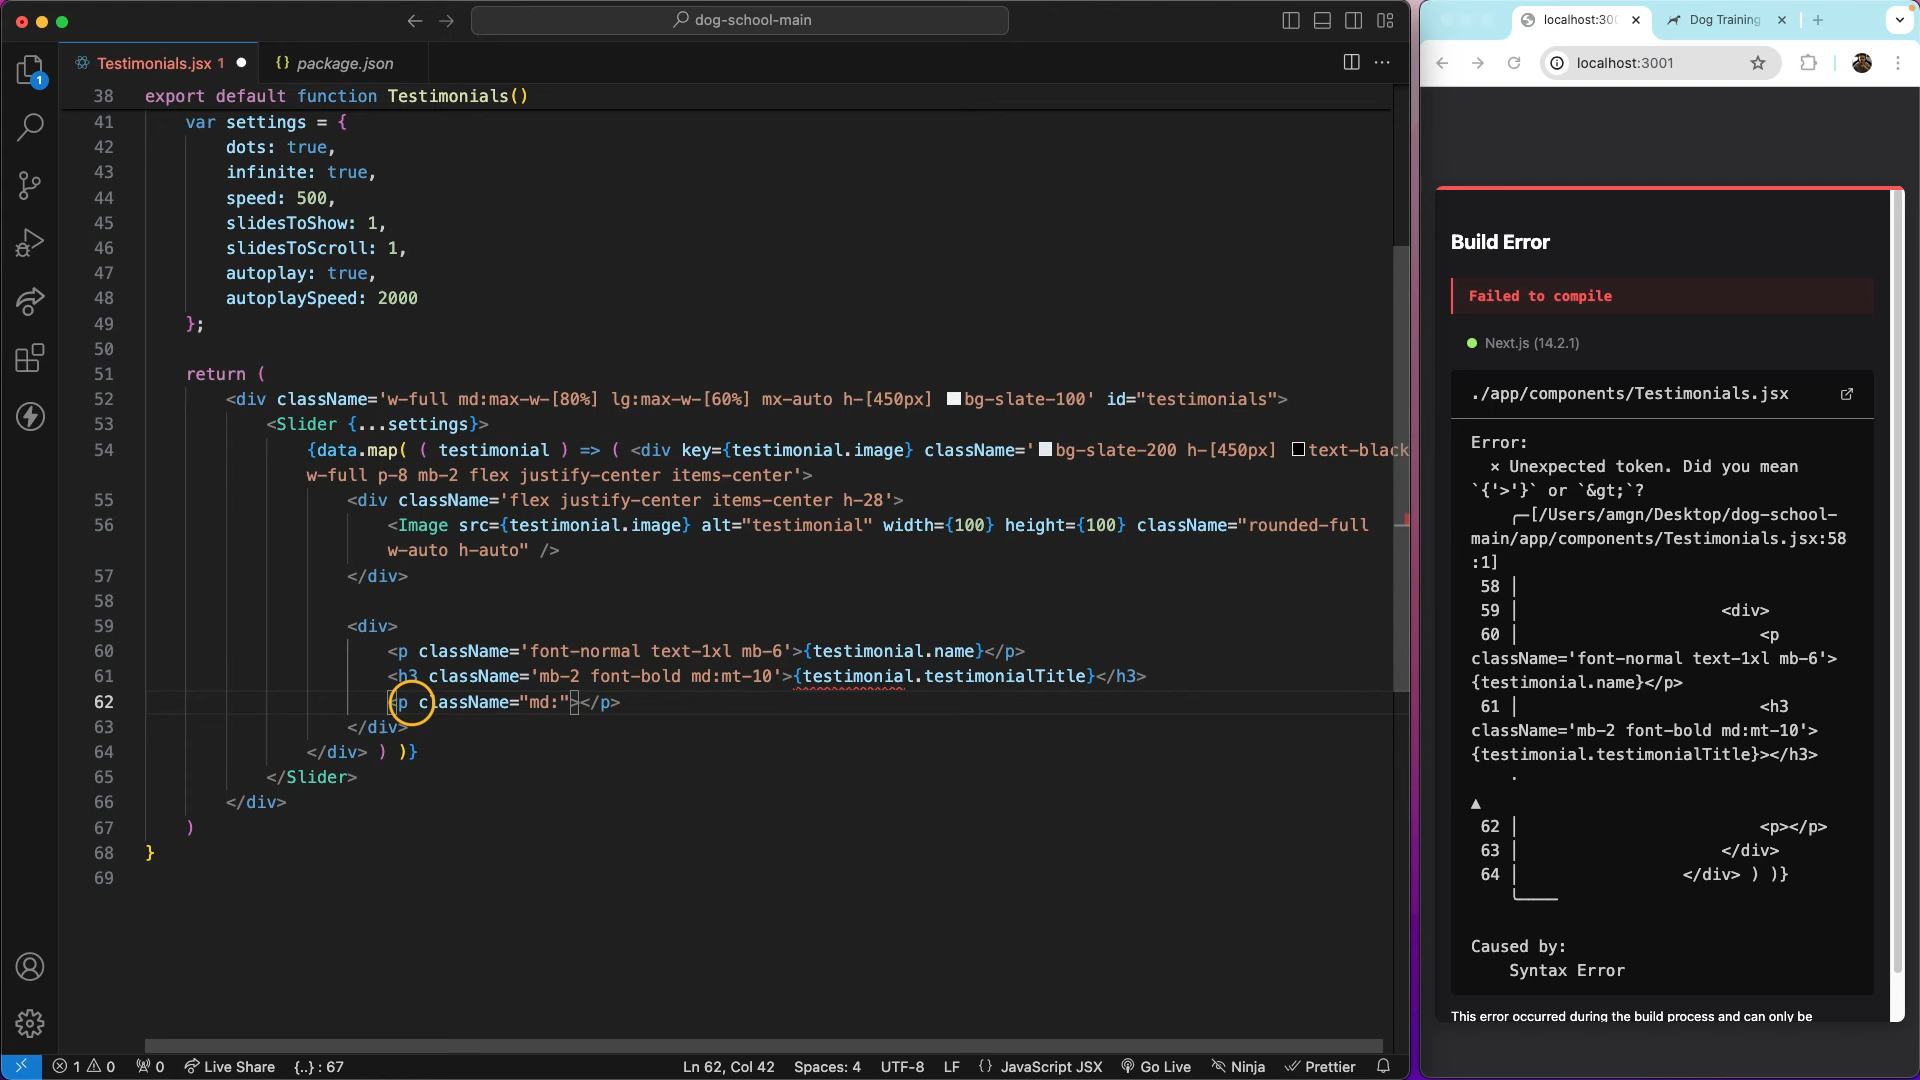 dog-school-main
Testimonials.jsx 1
package.json
38 export default function Testimonials()
41 var settings = {
42 dots: true,
43 infinite: true,
44 speed: 500,
45 slidesToShow: 1,
46 slidesToScroll: 1,
47 autoplay: true,
48 autoplaySpeed: 2000
49 };
50
51 return (
52 <div className='w-full md:max-w-[80%] lg:max-w-[60%] mx-auto h-[450px] bg-slate-100' id="testimonials">
53 <Slider {...settings}>
54 {data.map( ( testimonial ) => ( <div key={testimonial.image} className='bg-slate-200 h-[450px] text-black
w-full p-8 mb-2 flex justify-center items-center'>
55 <div className='flex justify-center items-center h-28'>
56 <Image src={testimonial.image} alt="testimonial" width={100} height={100} className="rounded-full
w-auto h-auto" />
57 </div>
58
59 <div>
60 <p className='font-normal text-1xl mb-6'>{testimonial.name}</p>
61 <h3 className='mb-2 font-bold md:mt-10'>{testimonial.testimonialTitle}</h3>
62 <p className="md:"></p>
63 </div>
64 </div> ) )}
65 </Slider>
66 </div>
67 )
68 }
69
1
1 0 0 Live Share {..} : 67 Ln 62, Col 42 Spaces: 4 UTF-8 LF {} JavaScript JSX Go Live Ninja Prettier
localhost:300
Dog Training
localhost:3001
Build Error
Failed to compile
Next.js (14.2.1)
./app/components/Testimonials.jsx
Error:
× Unexpected token. Did you mean
`{'>'}` or `&gt;`?
╭─[/Users/amgn/Desktop/dog-school-
main/app/components/Testimonials.jsx:58
:1]
58 │
59 │ <div>
60 │ <p
className='font-normal text-1xl mb-6'>
{testimonial.name}</p>
61 │ <h3
className='mb-2 font-bold md:mt-10'>
{testimonial.testimonialTitle}></h3>
·
▲
62 │ <p></p>
63 │ </div>
64 │ </div> ) )}
╰────
Caused by:
Syntax Error
This error occurred during the build process and can only be